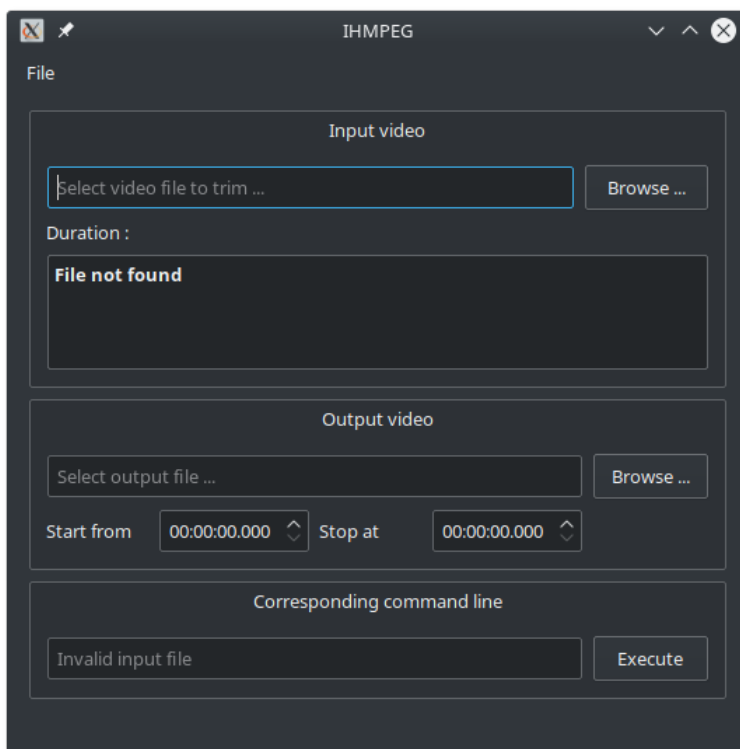 IHMPEG
File
Input video
Select video file to trim ...
Browse ...
Duration :
File not found
Output video
Select output file ...
Browse ...
Start from 00:00:00.000 Stop at 00:00:00.000
Corresponding command line
Invalid input file
Execute